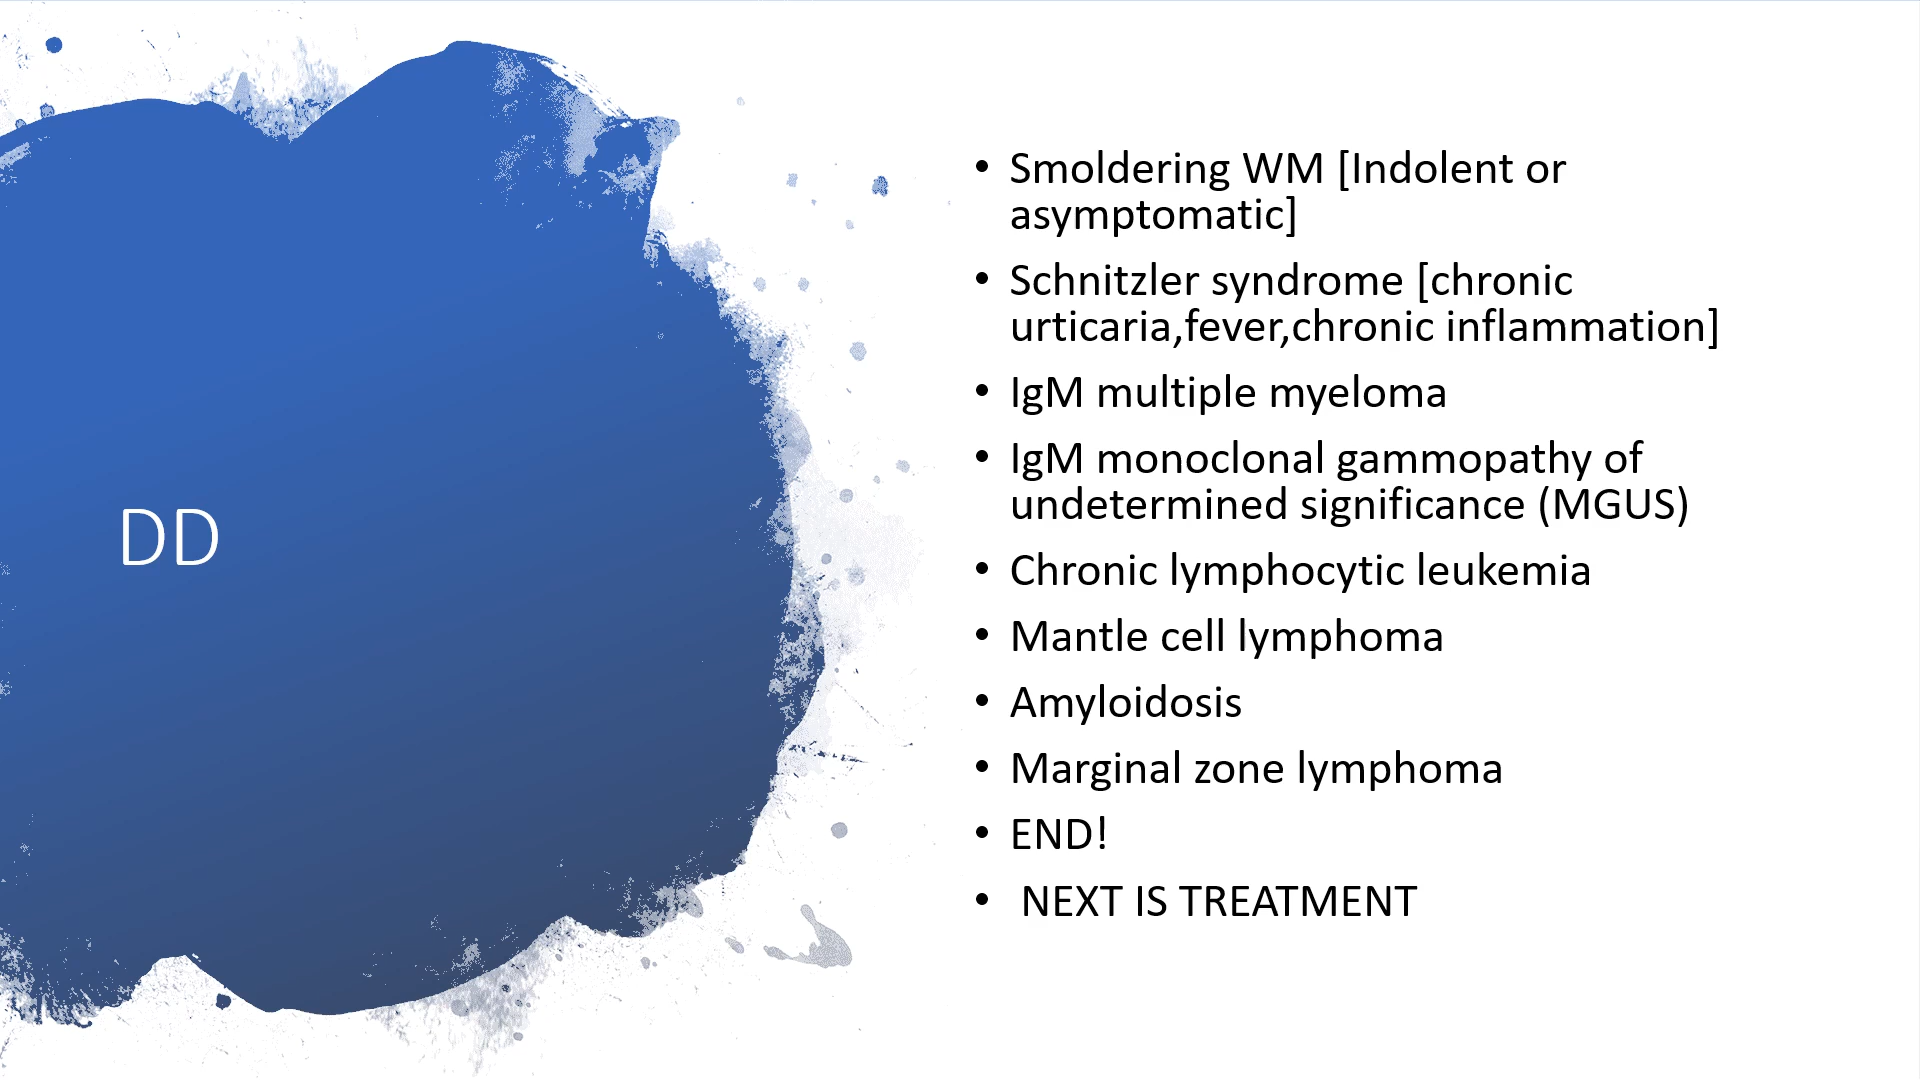 DD
• Smoldering WM [Indolent or
asymptomatic]
• Schnitzler syndrome [chronic
urticaria,fever,chronic inflammation]
• IgM multiple myeloma
• IgM monoclonal gammopathy of
undetermined significance (MGUS)
• Chronic lymphocytic leukemia
• Mantle cell lymphoma
• Amyloidosis
• Marginal zone lymphoma
• END!
• NEXT IS TREATMENT